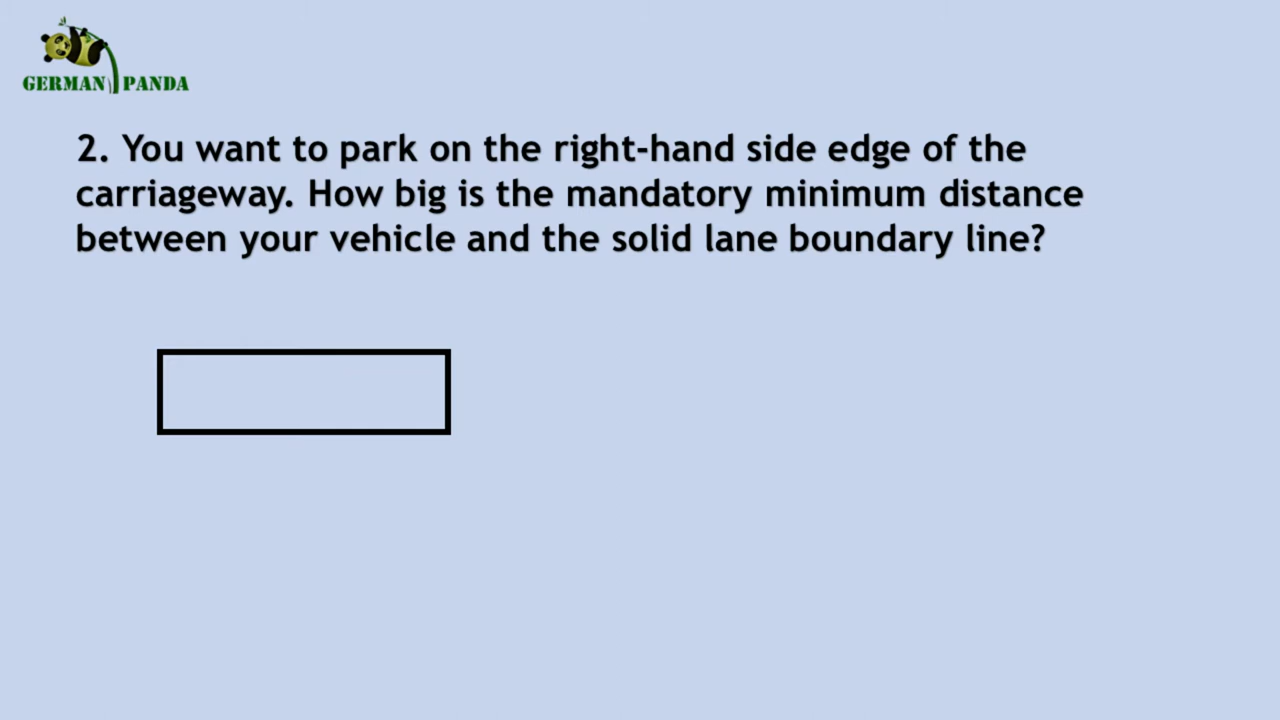 GERMAN PANDA
2. You want to park on the right-hand side edge of the
carriageway. How big is the mandatory minimum distance
between your vehicle and the solid lane boundary line?